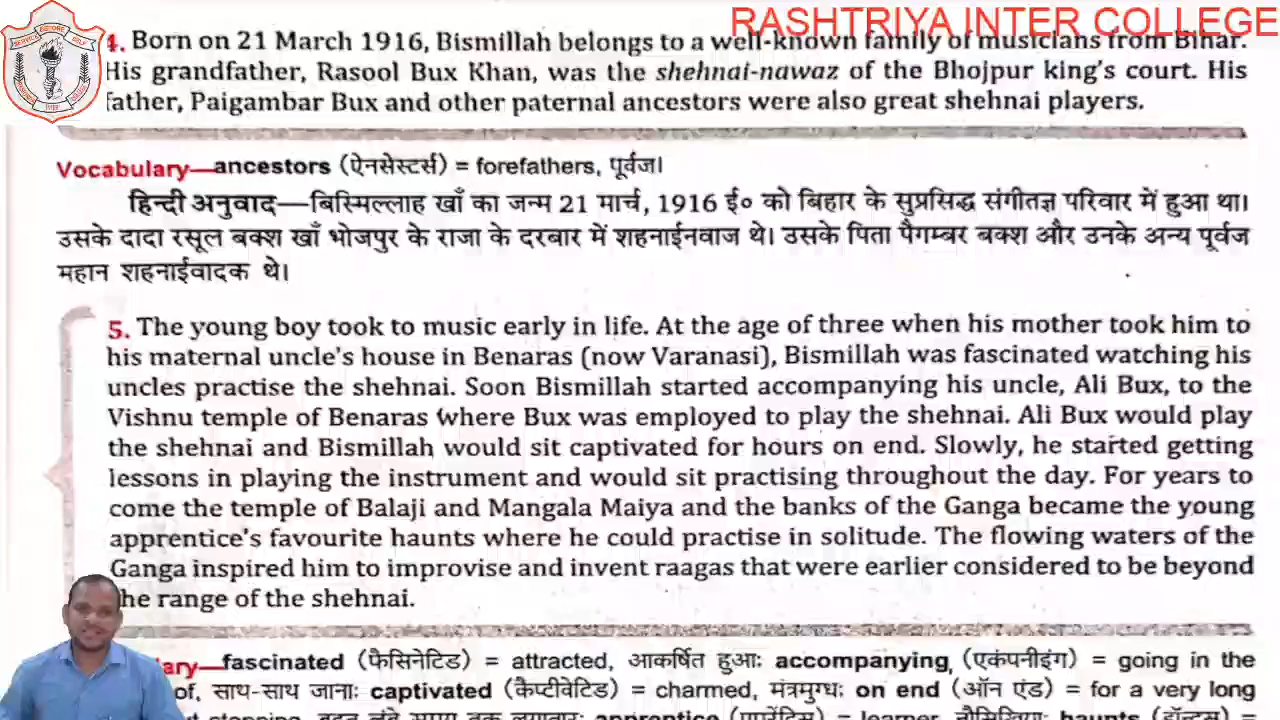 RASHTRIYA INTER COLLEGE
4. Born on 21 March 1916, Bismillah belongs to a well-known family of musicians from Bihar.
His grandfather, Rasool Bux Khan, was the shehnai-nawaz of the Bhojpur king's court. His
father, Paigambar Bux and other paternal ancestors were also great shehnai players.
Vocabulary—ancestors (ऐनसेस्टर्स) = forefathers, पूर्वज।
हिन्दी अनुवाद—बिस्मिल्लाह खाँ का जन्म 21 मार्च, 1916 ई० को बिहार के सुप्रसिद्ध संगीतज्ञ परिवार में हुआ था।
उसके दादा रसूल बक्श खाँ भोजपुर के राजा के दरबार में शहनाईनवाज थे। उसके पिता पैगम्बर बक्श और उनके अन्य पूर्वज
महान शहनाईवादक थे।
5. The young boy took to music early in life. At the age of three when his mother took him to
his maternal uncle's house in Benaras (now Varanasi), Bismillah was fascinated watching his
uncles practise the shehnai. Soon Bismillah started accompanying his uncle, Ali Bux, to the
Vishnu temple of Benaras where Bux was employed to play the shehnai. Ali Bux would play
the shehnai and Bismillah would sit captivated for hours on end. Slowly, he started getting
lessons in playing the instrument and would sit practising throughout the day. For years to
come the temple of Balaji and Mangala Maiya and the banks of the Ganga became the young
apprentice's favourite haunts where he could practise in solitude. The flowing waters of the
Ganga inspired him to improvise and invent raagas that were earlier considered to be beyond
the range of the shehnai.
fascinated (फैसिनेटिड) = attracted, आकर्षित हुआः accompanying, (एकंपनीइंग) = going in the
of, साथ-साथ जानाः captivated (कैप्टीवेटिड) = charmed, मंत्रमुग्धः on end (ऑन एंड) = for a very long